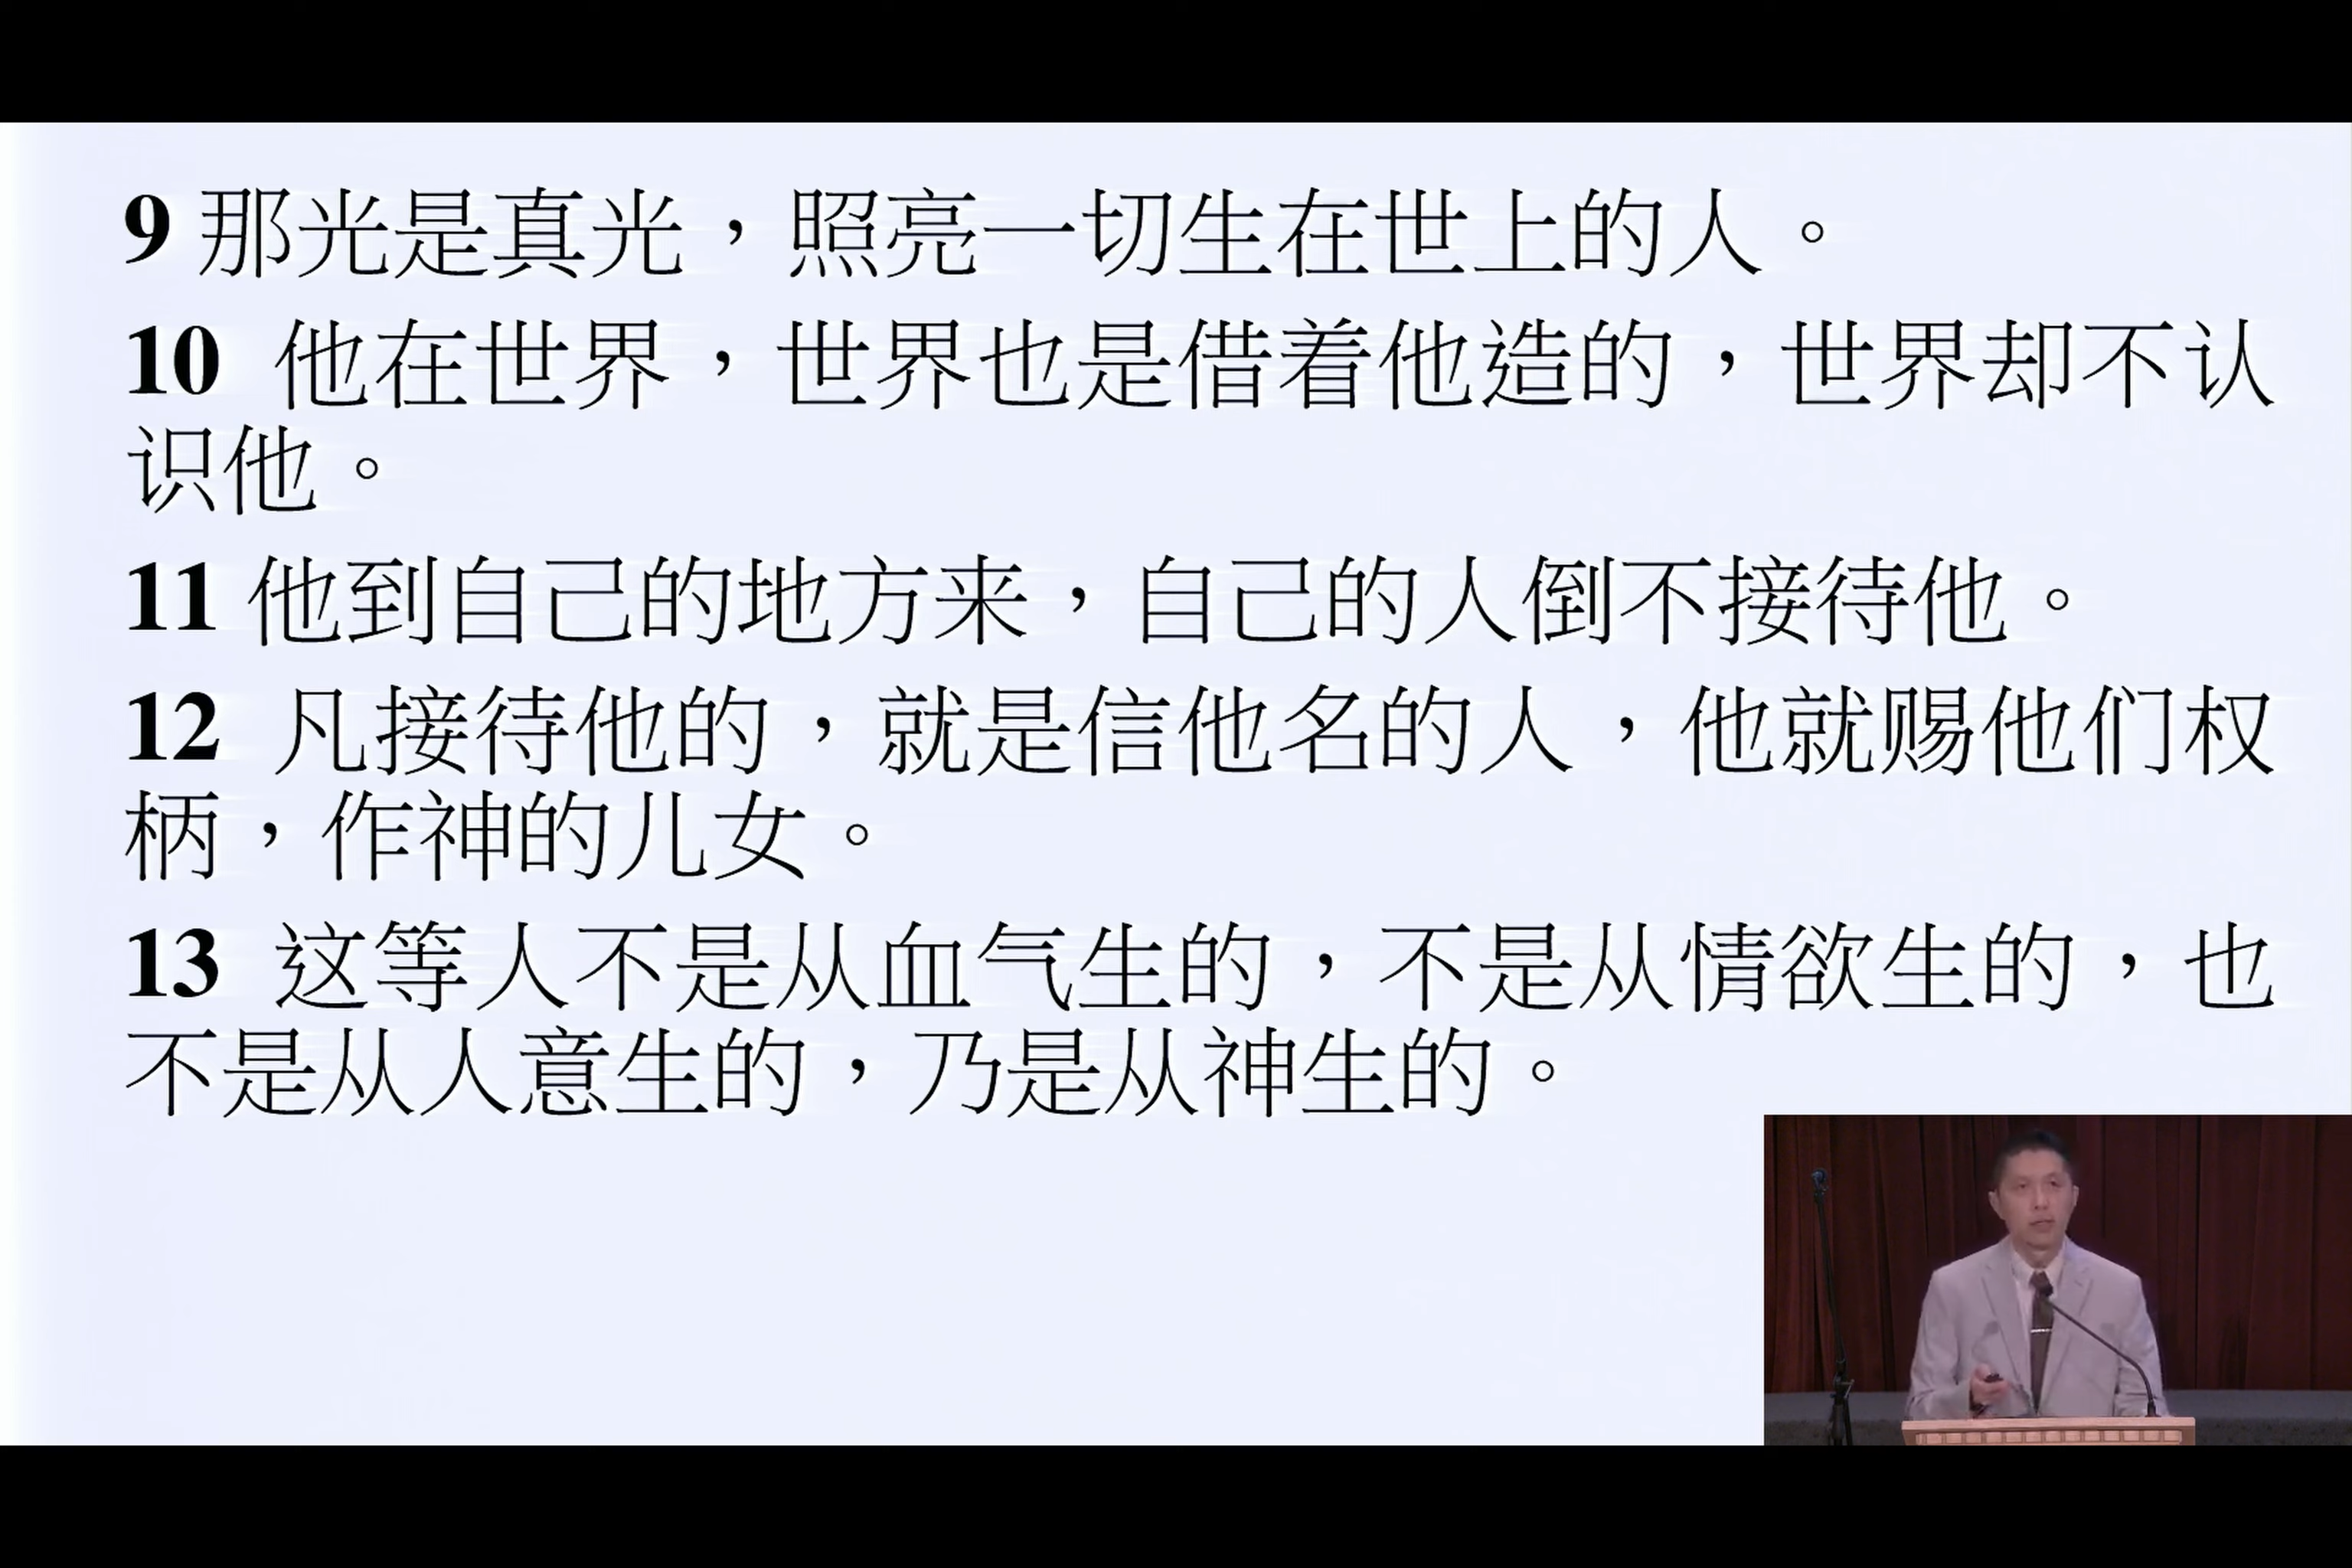 9 那光是真光，照亮一切生在世上的人。
10 他在世界，世界也是借着他造的，世界却不认
识他。
11 他到自己的地方来，自己的人倒不接待他。
12 凡接待他的，就是信他名的人，他就赐他们权
柄，作神的儿女。
13 这等人不是从血气生的，不是从情欲生的，也
不是从人意生的，乃是从神生的。